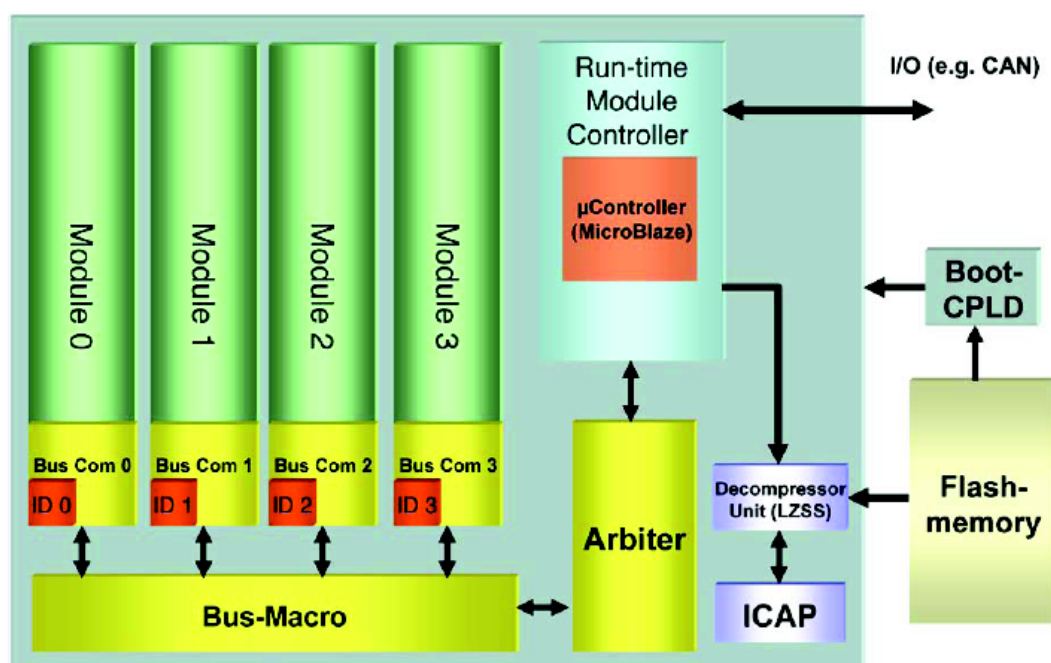 Module 0
Module 1
Module 2
Module 3
Bus Com 0
Bus Com 1
Bus Com 2
Bus Com 3
ID 0
ID 1
ID 2
ID 3
Bus-Macro
Run-time
Module
Controller
µController
(MicroBlaze)
Arbiter
Decompressor
Unit (LZSS)
ICAP
I/O (e.g. CAN)
Boot-
CPLD
Flash-
memory